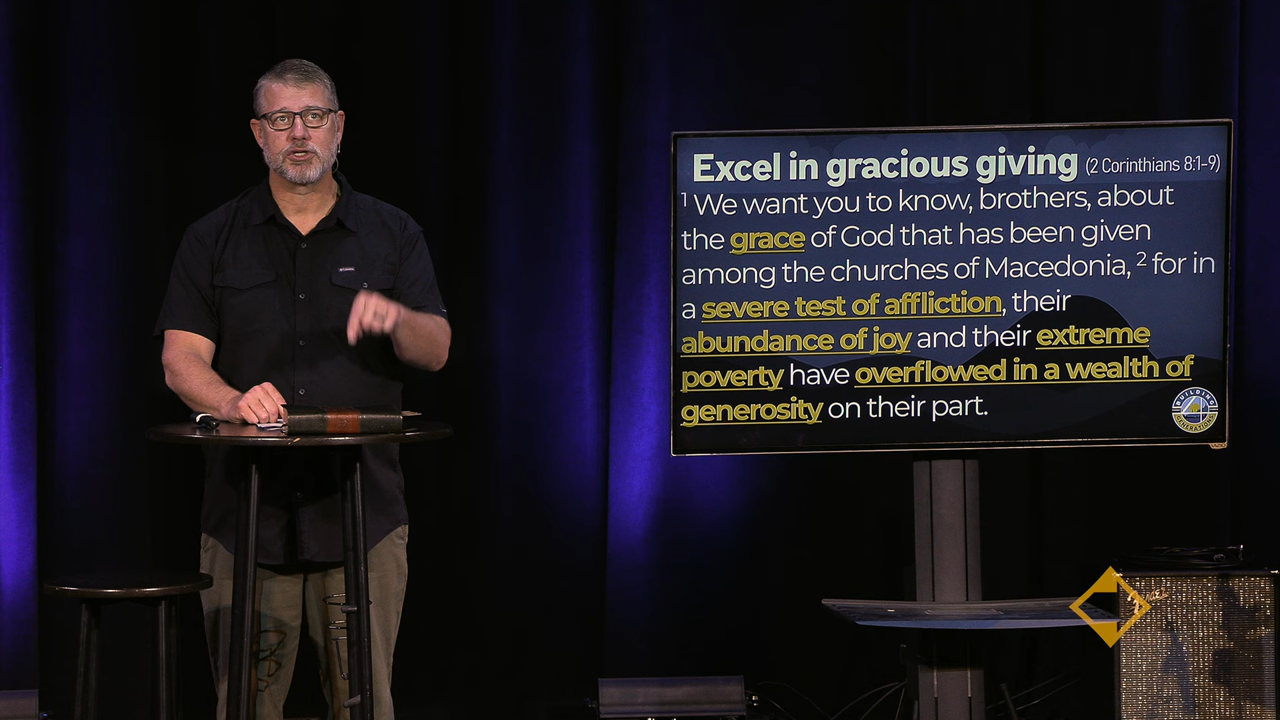 Excel in gracious giving (2 Corinthians 8:1-9)
¹ We want you to know, brothers, about
the grace of God that has been given
among the churches of Macedonia, ² for in
a severe test of affliction, their
abundance of joy and their extreme
poverty have overflowed in a wealth of
generosity on their part.
BUILDING
GENERATIONS